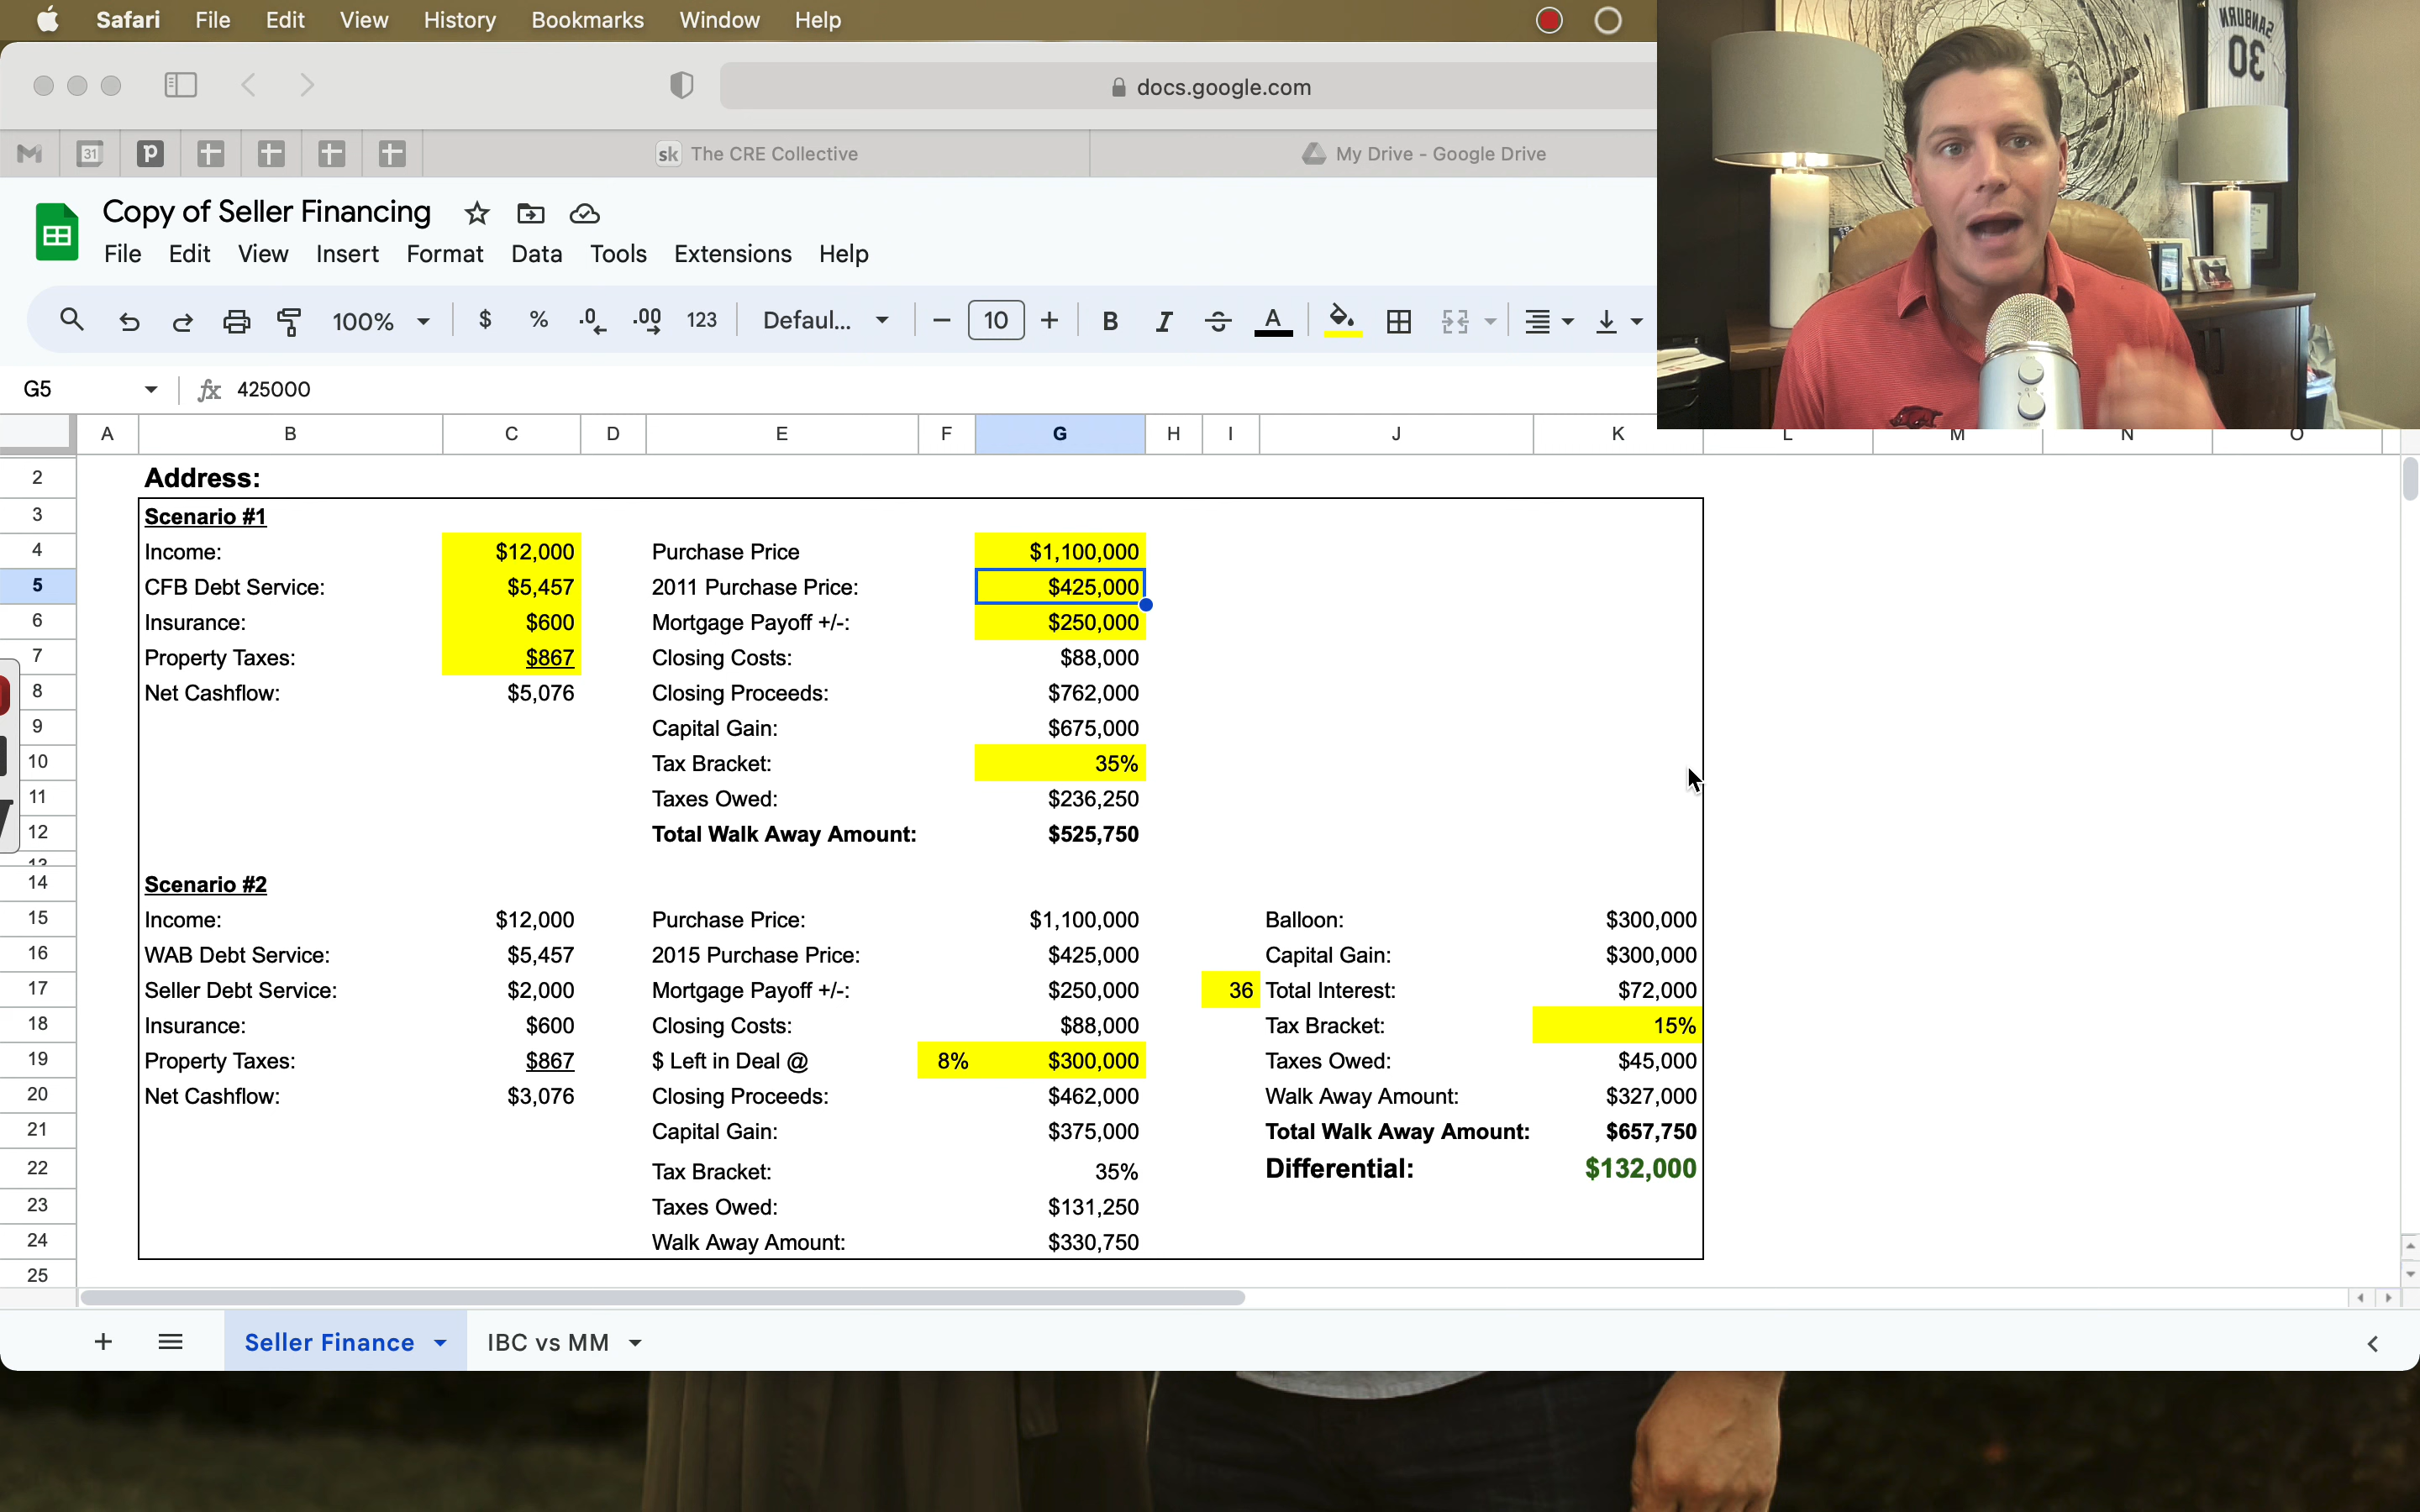 Safari File Edit View History Bookmarks Window Help
docs.google.com
31 p sk The CRE Collective My Drive - Google Drive
SANBURN
30
Copy of Seller Financing
File Edit View Insert Format Data Tools Extensions Help
100% $ % .0 .00 123 Defaul... 10 B I A
G5 fx 425000
A B C D E F G H I J K L M N O
2 Address:
3 Scenario #1
4 Income: $12,000 Purchase Price $1,100,000
5 CFB Debt Service: $5,457 2011 Purchase Price: $425,000
6 Insurance: $600 Mortgage Payoff +/-: $250,000
7 Property Taxes: $867 Closing Costs: $88,000
8 Net Cashflow: $5,076 Closing Proceeds: $762,000
9 Capital Gain: $675,000
10 Tax Bracket: 35%
11 Taxes Owed: $236,250
12 Total Walk Away Amount: $525,750
13
14 Scenario #2
15 Income: $12,000 Purchase Price: $1,100,000 Balloon: $300,000
16 WAB Debt Service: $5,457 2015 Purchase Price: $425,000 Capital Gain: $300,000
17 Seller Debt Service: $2,000 Mortgage Payoff +/-: $250,000 36 Total Interest: $72,000
18 Insurance: $600 Closing Costs: $88,000 Tax Bracket: 15%
19 Property Taxes: $867 $ Left in Deal @ 8% $300,000 Taxes Owed: $45,000
20 Net Cashflow: $3,076 Closing Proceeds: $462,000 Walk Away Amount: $327,000
21 Capital Gain: $375,000 Total Walk Away Amount: $657,750
22 Tax Bracket: 35% Differential: $132,000
23 Taxes Owed: $131,250
24 Walk Away Amount: $330,750
25
Seller Finance IBC vs MM